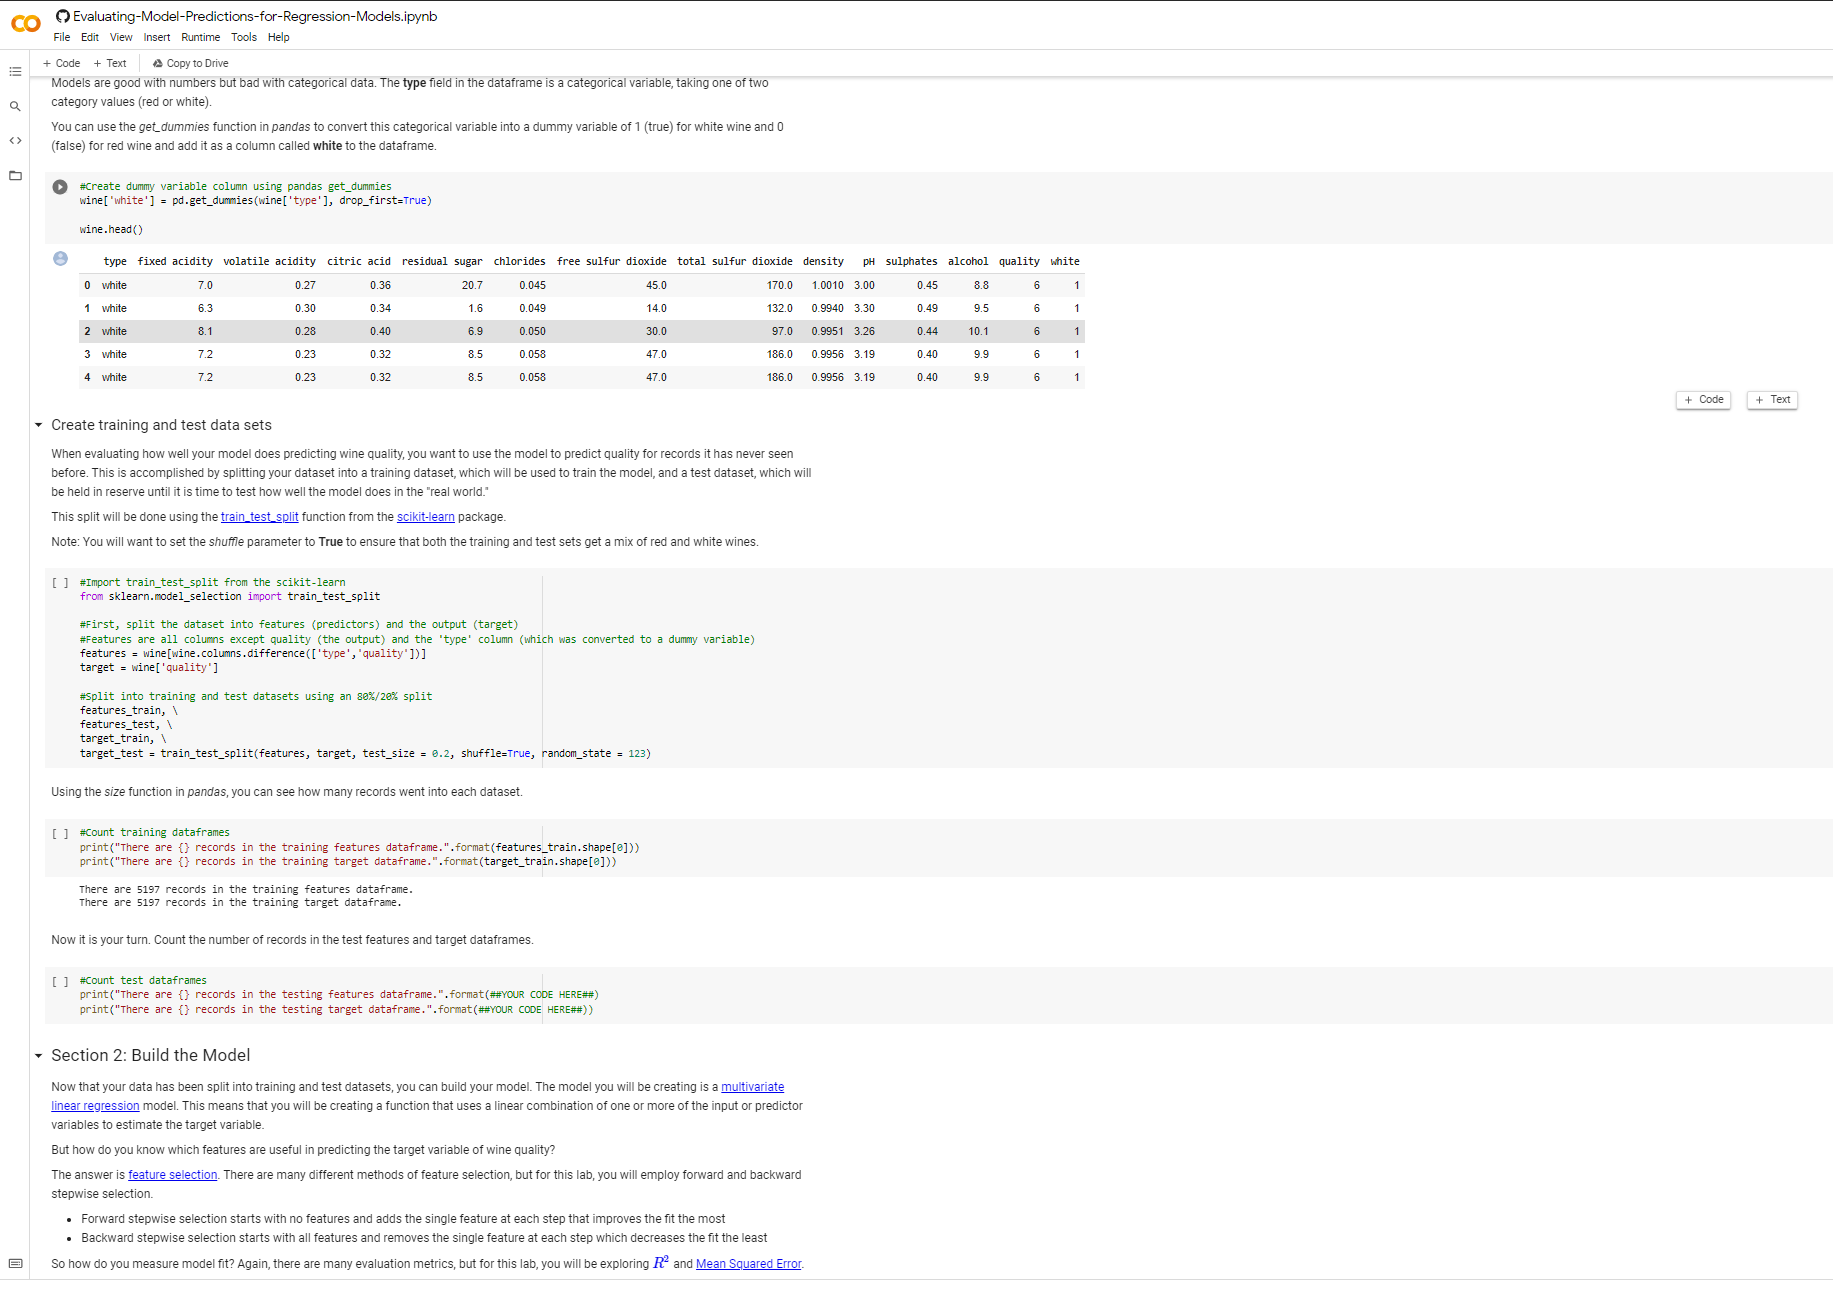 Evaluating-Model-Predictions-for-Regression-Models.ipynb
File Edit View Insert Runtime Tools Help
+ Code + Text Copy to Drive
Models are good with numbers but bad with categorical data. The type field in the dataframe is a categorical variable, taking one of two
category values (red or white).
You can use the get_dummies function in pandas to convert this categorical variable into a dummy variable of 1 (true) for white wine and 0
(false) for red wine and add it as a column called white to the dataframe.
#Create dummy variable column using pandas get_dummies
wine['white'] = pd.get_dummies(wine['type'], drop_first=True)
wine.head()
type fixed acidity volatile acidity citric acid residual sugar chlorides free sulfur dioxide total sulfur dioxide density pH sulphates alcohol quality white
0 white 7.0 0.27 0.36 20.7 0.045 45.0 170.0 1.0010 3.00 0.45 8.8 6 1
1 white 6.3 0.30 0.34 1.6 0.049 14.0 132.0 0.9940 3.30 0.49 9.5 6 1
2 white 8.1 0.28 0.40 6.9 0.050 30.0 97.0 0.9951 3.26 0.44 10.1 6 1
3 white 7.2 0.23 0.32 8.5 0.058 47.0 186.0 0.9956 3.19 0.40 9.9 6 1
4 white 7.2 0.23 0.32 8.5 0.058 47.0 186.0 0.9956 3.19 0.40 9.9 6 1
+ Code + Text
Create training and test data sets
When evaluating how well your model does predicting wine quality, you want to use the model to predict quality for records it has never seen
before. This is accomplished by splitting your dataset into a training dataset, which will be used to train the model, and a test dataset, which will
be held in reserve until it is time to test how well the model does in the "real world."
This split will be done using the train_test_split function from the scikit-learn package.
Note: You will want to set the shuffle parameter to True to ensure that both the training and test sets get a mix of red and white wines.
[ ] #Import train_test_split from the scikit-learn
from sklearn.model_selection import train_test_split
#First, split the dataset into features (predictors) and the output (target)
#Features are all columns except quality (the output) and the 'type' column (which was converted to a dummy variable)
features = wine[wine.columns.difference(['type','quality'])]
target = wine['quality']
#Split into training and test datasets using an 80%/20% split
features_train, \
features_test, \
target_train, \
target_test = train_test_split(features, target, test_size = 0.2, shuffle=True, random_state = 123)
Using the size function in pandas, you can see how many records went into each dataset.
[ ] #Count training dataframes
print("There are {} records in the training features dataframe.".format(features_train.shape[0]))
print("There are {} records in the training target dataframe.".format(target_train.shape[0]))
There are 5197 records in the training features dataframe.
There are 5197 records in the training target dataframe.
Now it is your turn. Count the number of records in the test features and target dataframes.
[ ] #Count test dataframes
print("There are {} records in the testing features dataframe.".format(##YOUR CODE HERE##)
print("There are {} records in the testing target dataframe.".format(##YOUR CODE HERE##))
Section 2: Build the Model
Now that your data has been split into training and test datasets, you can build your model. The model you will be creating is a multivariate
linear regression model. This means that you will be creating a function that uses a linear combination of one or more of the input or predictor
variables to estimate the target variable.
But how do you know which features are useful in predicting the target variable of wine quality?
The answer is feature selection. There are many different methods of feature selection, but for this lab, you will employ forward and backward
stepwise selection.
• Forward stepwise selection starts with no features and adds the single feature at each step that improves the fit the most
• Backward stepwise selection starts with all features and removes the single feature at each step which decreases the fit the least
So how do you measure model fit? Again, there are many evaluation metrics, but for this lab, you will be exploring R² and Mean Squared Error.